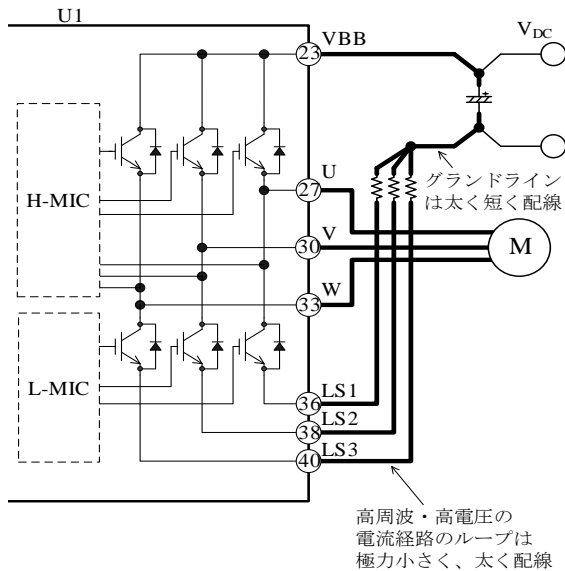 U1
VBB
23
VDC
H-MIC
U
27
グランドライン
は太く短く配線
V
30
M
W
33
L-MIC
LS1
36
LS2
38
LS3
40
高周波・高電圧の
電流経路のループは
極力小さく、太く配線